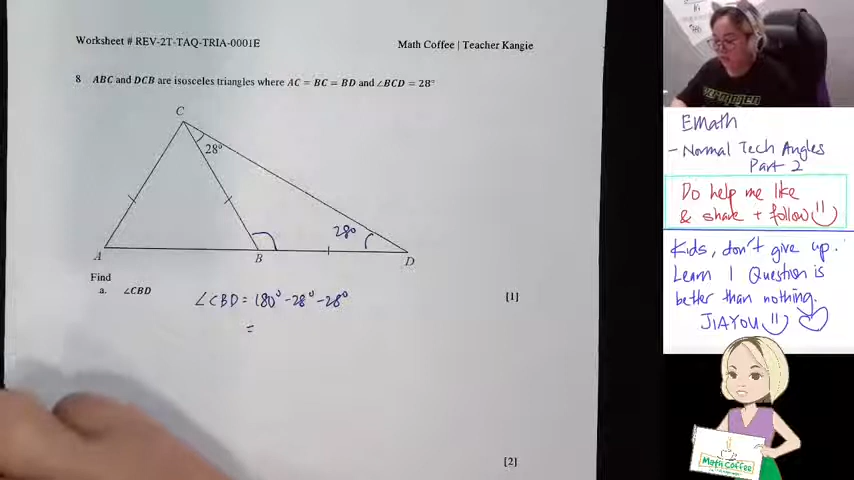 Worksheet # REV-2T-TAQ-TRIA-0001E
Math Coffee | Teacher Kangie
8 ABC and DCB are isosceles triangles where AC = BC = BD and ∠BCD = 28°
C
28°
28°
A
B
D
Find
a. ∠CBD
∠CBD = 180° - 28° - 28°
[1]
=
[2]
EMath
- Normal Tech Angles
Part 2
Do help me like
& share + follow
Kids, don't give up.
Learn 1 Question is
better than nothing.
JIAYOU
Math Coffee